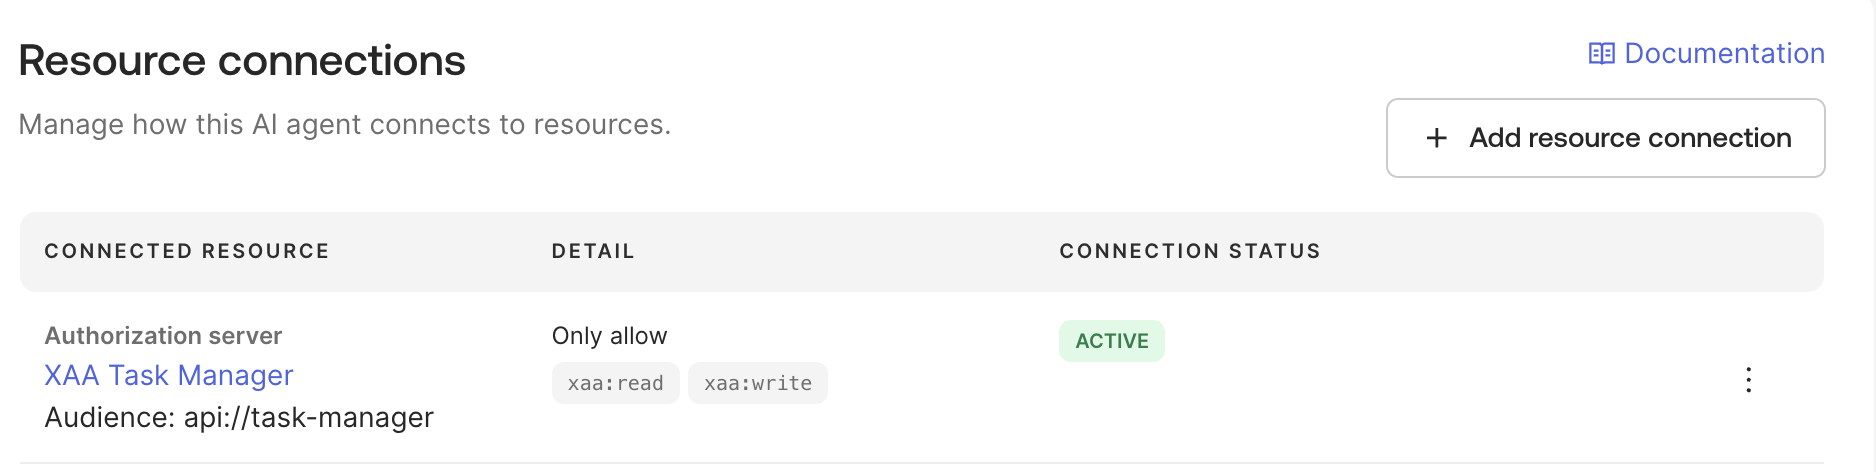 Resource connections
Documentation
Manage how this AI agent connects to resources.
+ Add resource connection
CONNECTED RESOURCE DETAIL CONNECTION STATUS
Authorization server Only allow ACTIVE
XAA Task Manager xaa:read xaa:write
Audience: api://task-manager